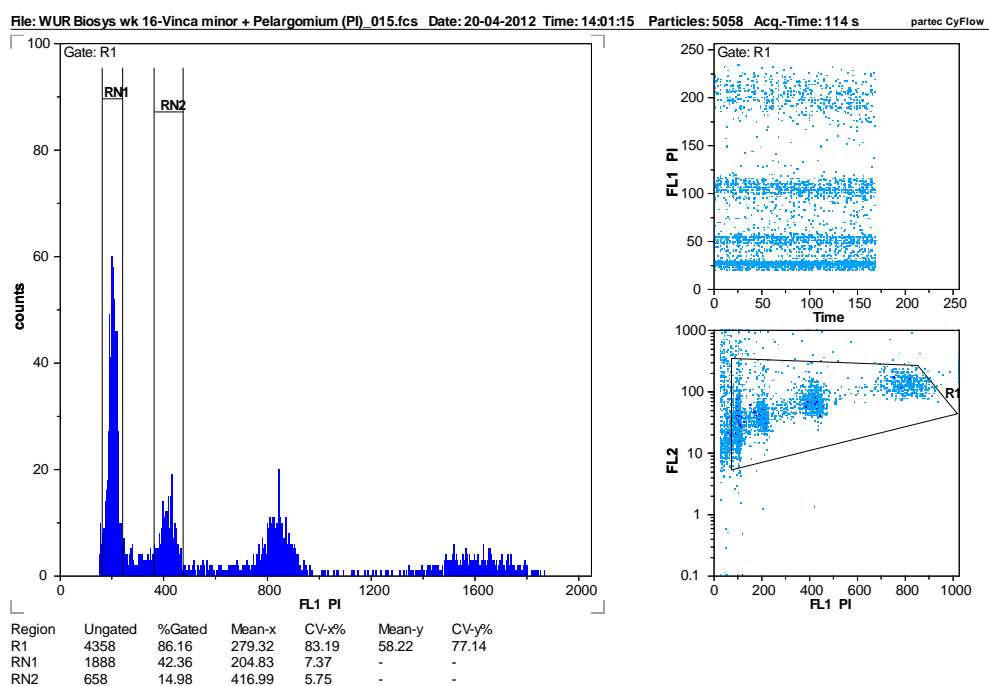 File: WUR Biosys wk 16-Vinca minor + Pelargomium (PI)_015.fcs Date: 20-04-2012 Time: 14:01:15 Particles: 5058 Acq.-Time: 114 s partec CyFlow
Gate: R1
RN1
RN2
100
80
60
40
20
0
counts
0 400 800 1200 1600 2000
FL1 PI
Gate: R1
250
200
150
100
50
0
FL1 PI
0 50 100 150 200 250
Time
1000
100
10
1
0.1
FL2
R1
0 200 400 600 800 1000
FL1 PI
Region Ungated %Gated Mean-x CV-x% Mean-y CV-y%
R1 4358 86.16 279.32 83.19 58.22 77.14
RN1 1888 42.36 204.83 7.37 - -
RN2 658 14.98 416.99 5.75 - -